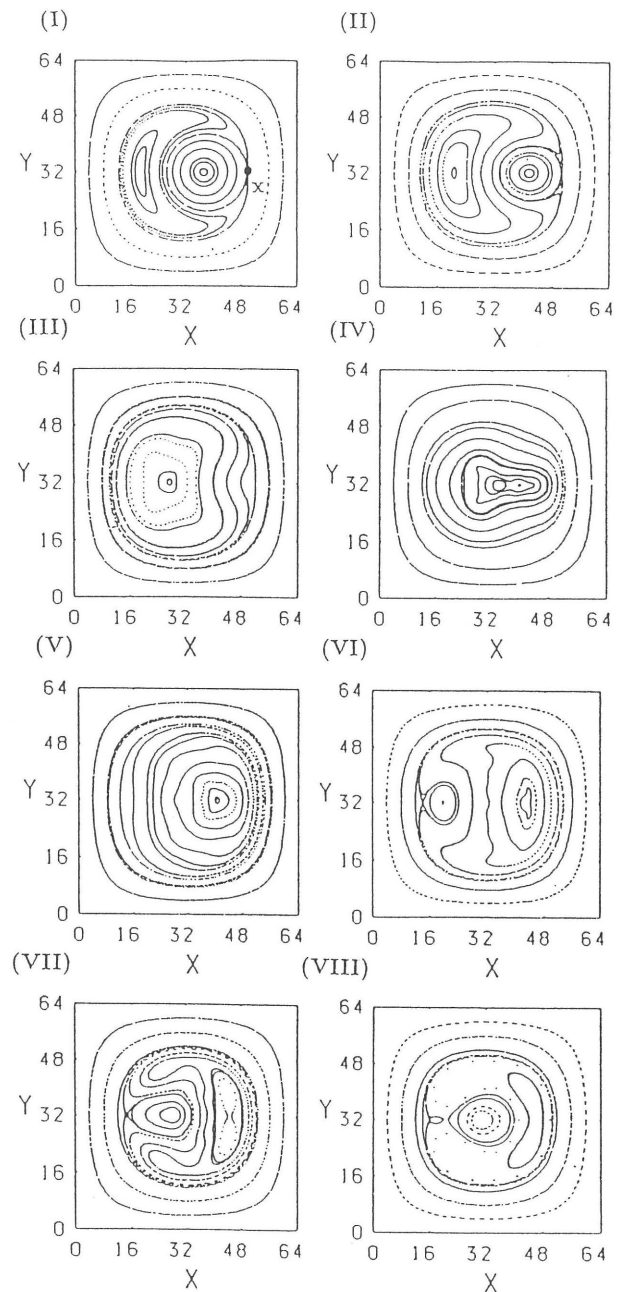 (I) (II)
64 64
48 48
Y 32 Y 32
x
16 16
0 0
0 16 32 48 64 0 16 32 48 64
X X
(III) (IV)
64 64
48 48
Y 32 Y 32
16 16
0 0
0 16 32 48 64 0 16 32 48 64
X X
(V) (VI)
64 64
48 48
Y 32 Y 32
16 16
0 0
0 16 32 48 64 0 16 32 48 64
X X
(VII) (VIII)
64 64
48 48
Y 32 Y 32
16 16
0 0
0 16 32 48 64 0 16 32 48 64
X X